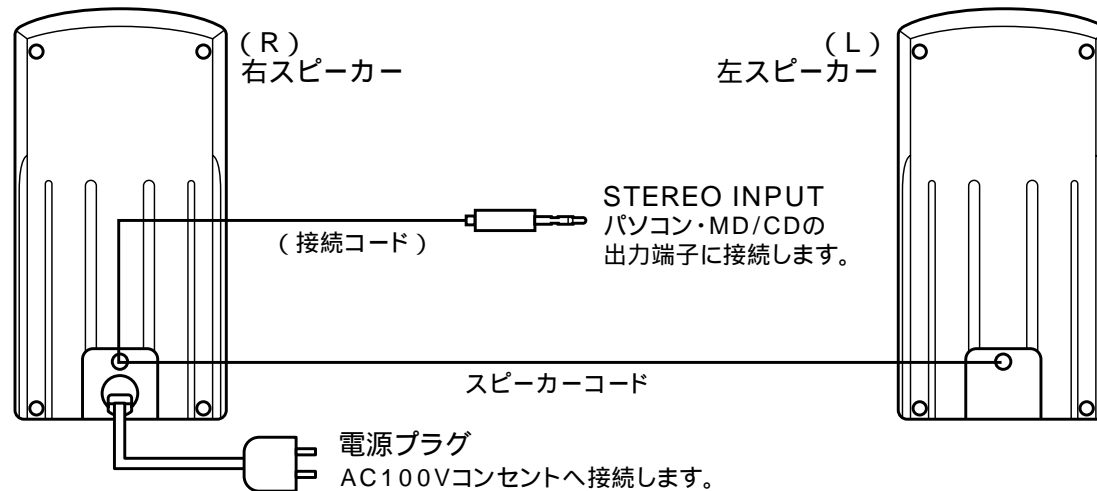 (R)
右スピーカー
(L)
左スピーカー
STEREO INPUT
パソコン・MD/CDの
出力端子に接続します。
(接続コード)
スピーカーコード
電源プラグ
AC100Vコンセントへ接続します。